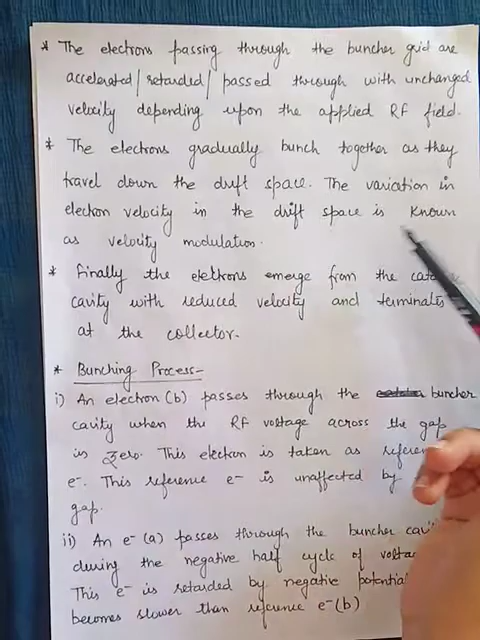 * The electrons passing through the buncher grid are
accelerated/retarded/passed through with unchanged
velocity depending upon the applied RF field.
* The electrons gradually bunch together as they
travel down the drift space. The variation in
electron velocity in the drift space is known
as velocity modulation.
* Finally the eletrons emerge from the
cavity with reduced velocity and terminates
at the collector.
* Bunching Process-
i) An electron (b) passes through the buncher
cavity when the RF voltage across the gap
is zero. This electron is taken as
e-. This reference e- is unaffected by
gap.
ii) An e- (a) passes through the buncher
during the negative half cycle of
This e- is retarded by negative potential
becomes slower than reference e- (b)